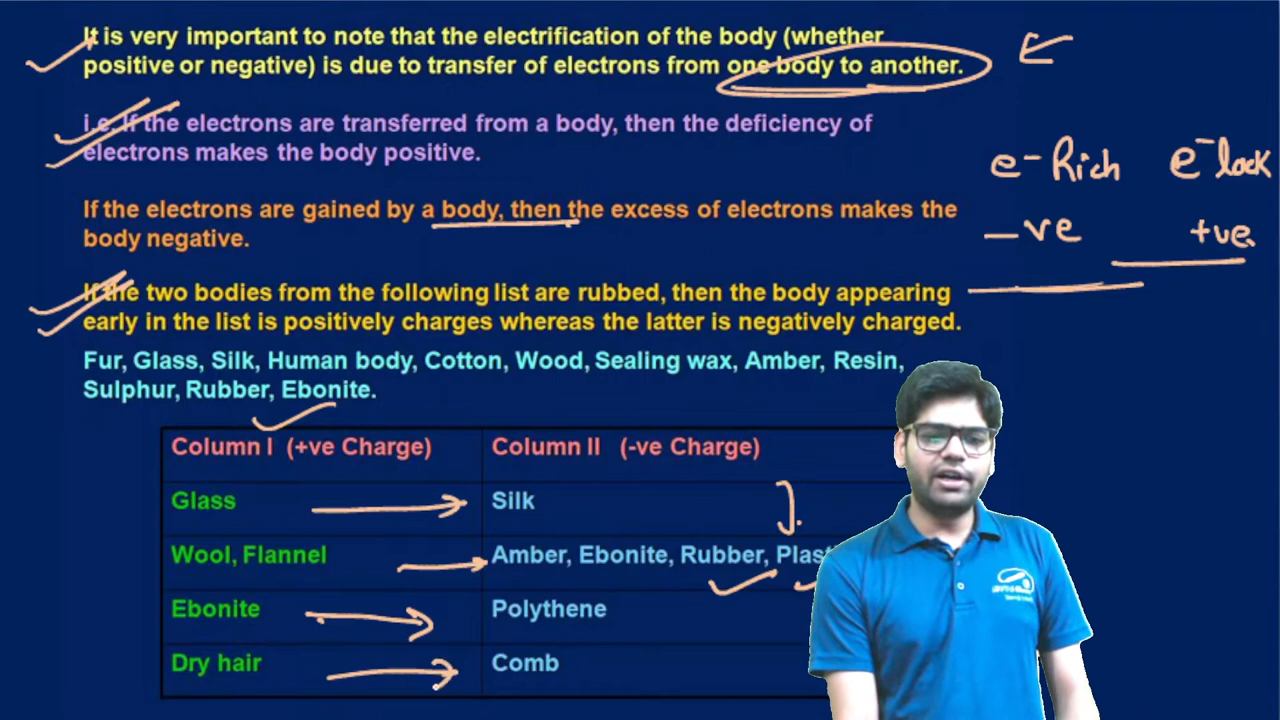 It is very important to note that the electrification of the body (whether
positive or negative) is due to transfer of electrons from one body to another.
i.e. If the electrons are transferred from a body, then the deficiency of
electrons makes the body positive.
If the electrons are gained by a body, then the excess of electrons makes the
body negative.
If the two bodies from the following list are rubbed, then the body appearing
early in the list is positively charges whereas the latter is negatively charged.
Fur, Glass, Silk, Human body, Cotton, Wood, Sealing wax, Amber, Resin,
Sulphur, Rubber, Ebonite.
e- Rich e- lack
-ve +ve
Column I (+ve Charge) Column II (-ve Charge)
Glass Silk
Wool, Flannel Amber, Ebonite, Rubber,
Ebonite Polythene
Dry hair Comb